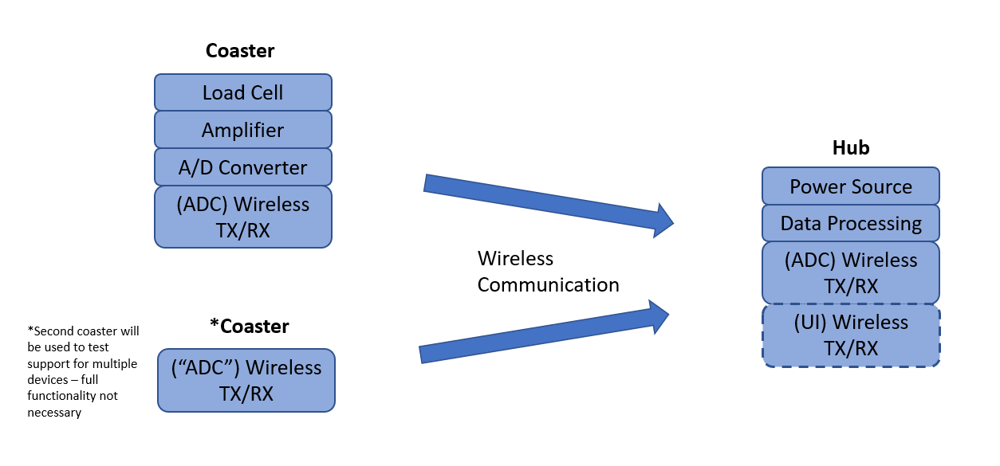 Coaster
Load Cell
Amplifier
A/D Converter
(ADC) Wireless
TX/RX
Wireless
Communication
Hub
Power Source
Data Processing
(ADC) Wireless
TX/RX
(UI) Wireless
TX/RX
*Coaster
(“ADC”) Wireless
TX/RX
*Second coaster will
be used to test
support for multiple
devices – full
functionality not
necessary